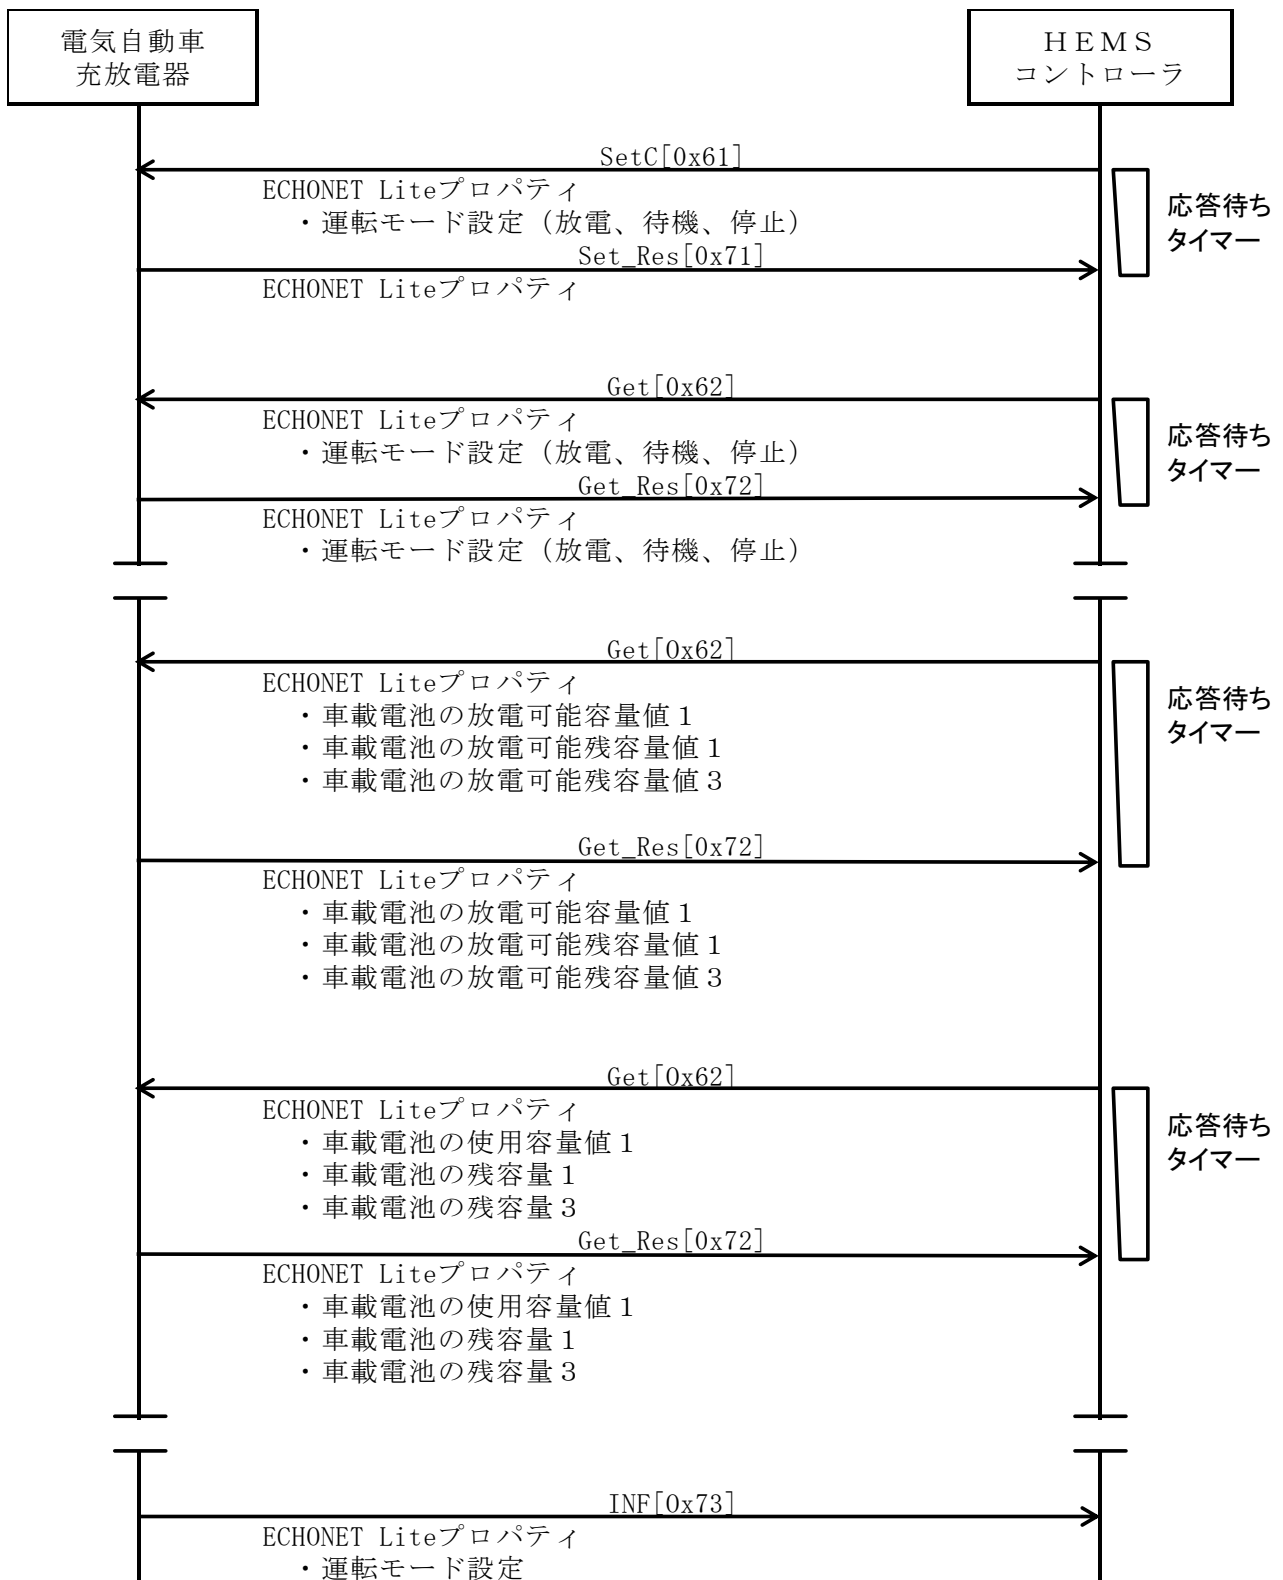 電気自動車
充放電器
ＨＥＭＳ
コントローラ
SetC[0x61]
ECHONET Liteプロパティ
・運転モード設定（放電、待機、停止）
応答待ち
タイマー
Set_Res[0x71]
ECHONET Liteプロパティ
Get[0x62]
ECHONET Liteプロパティ
・運転モード設定（放電、待機、停止）
応答待ち
タイマー
Get_Res[0x72]
ECHONET Liteプロパティ
・運転モード設定（放電、待機、停止）
Get[0x62]
ECHONET Liteプロパティ
・車載電池の放電可能容量値１
・車載電池の放電可能残容量値１
・車載電池の放電可能残容量値３
応答待ち
タイマー
Get_Res[0x72]
ECHONET Liteプロパティ
・車載電池の放電可能容量値１
・車載電池の放電可能残容量値１
・車載電池の放電可能残容量値３
Get[0x62]
ECHONET Liteプロパティ
・車載電池の使用容量値１
・車載電池の残容量１
・車載電池の残容量３
応答待ち
タイマー
Get_Res[0x72]
ECHONET Liteプロパティ
・車載電池の使用容量値１
・車載電池の残容量１
・車載電池の残容量３
INF[0x73]
ECHONET Liteプロパティ
・運転モード設定